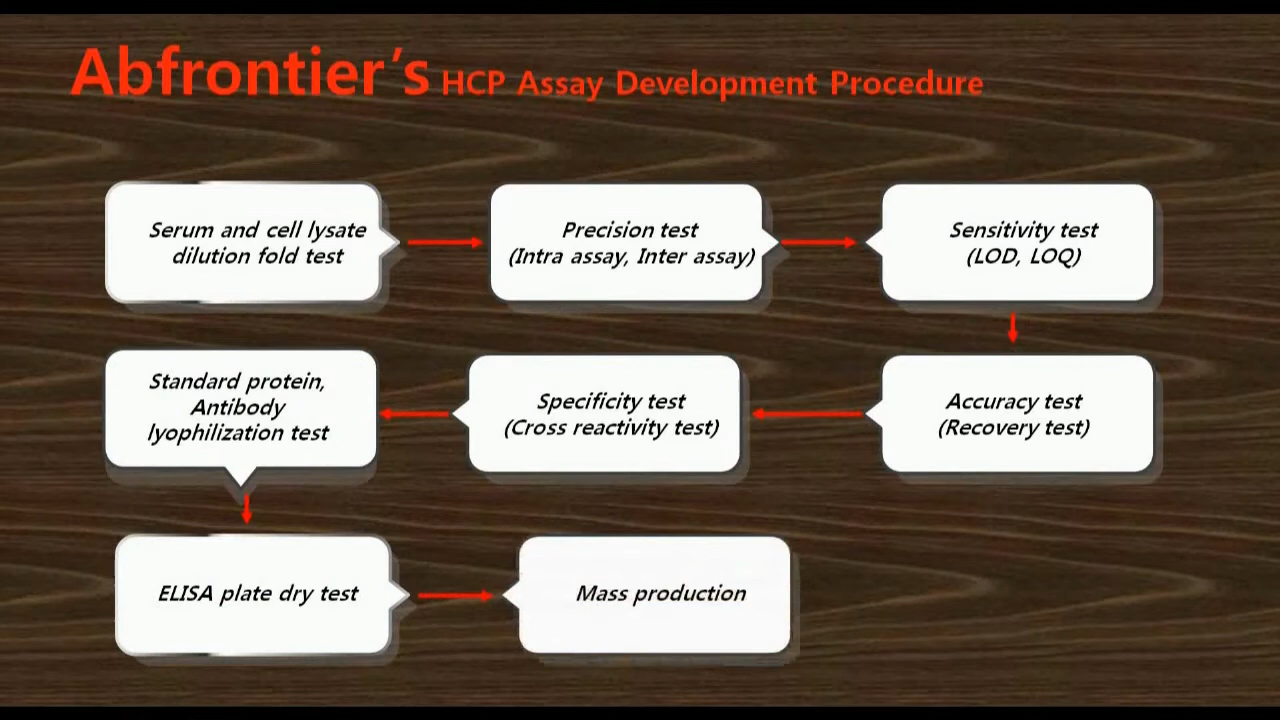 Abfrontier's HCP Assay Development Procedure
Serum and cell lysate
dilution fold test
Precision test
(Intra assay, Inter assay)
Sensitivity test
(LOD, LOQ)
Accuracy test
(Recovery test)
Specificity test
(Cross reactivity test)
Standard protein,
Antibody
lyophilization test
ELISA plate dry test
Mass production